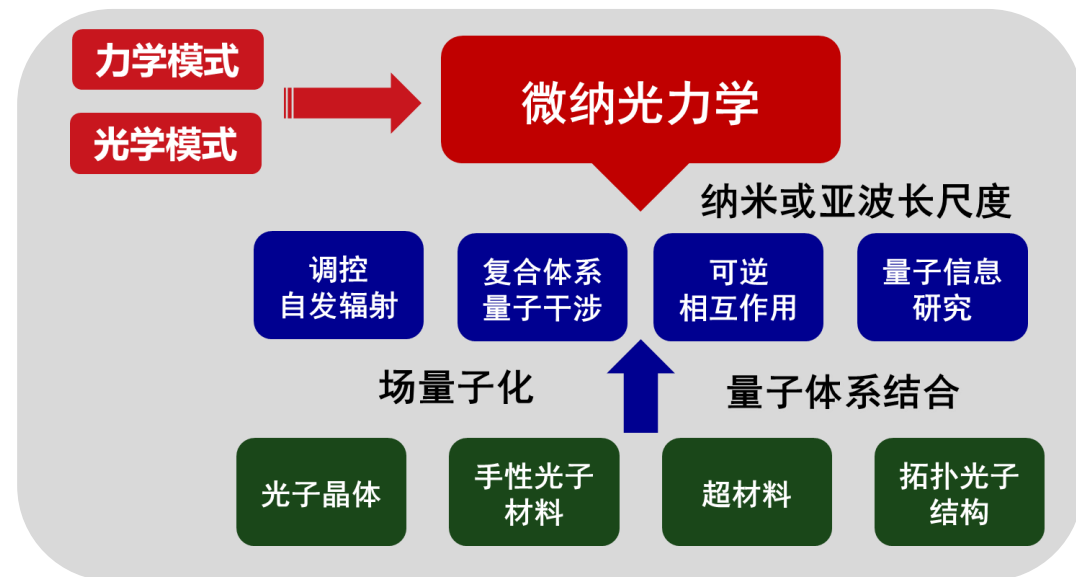 力学模式
光学模式
微纳光力学
纳米或亚波长尺度
调控
自发辐射
复合体系
量子干涉
可逆
相互作用
量子信息
研究
场量子化
量子体系结合
光子晶体
手性光子
材料
超材料
拓扑光子
结构